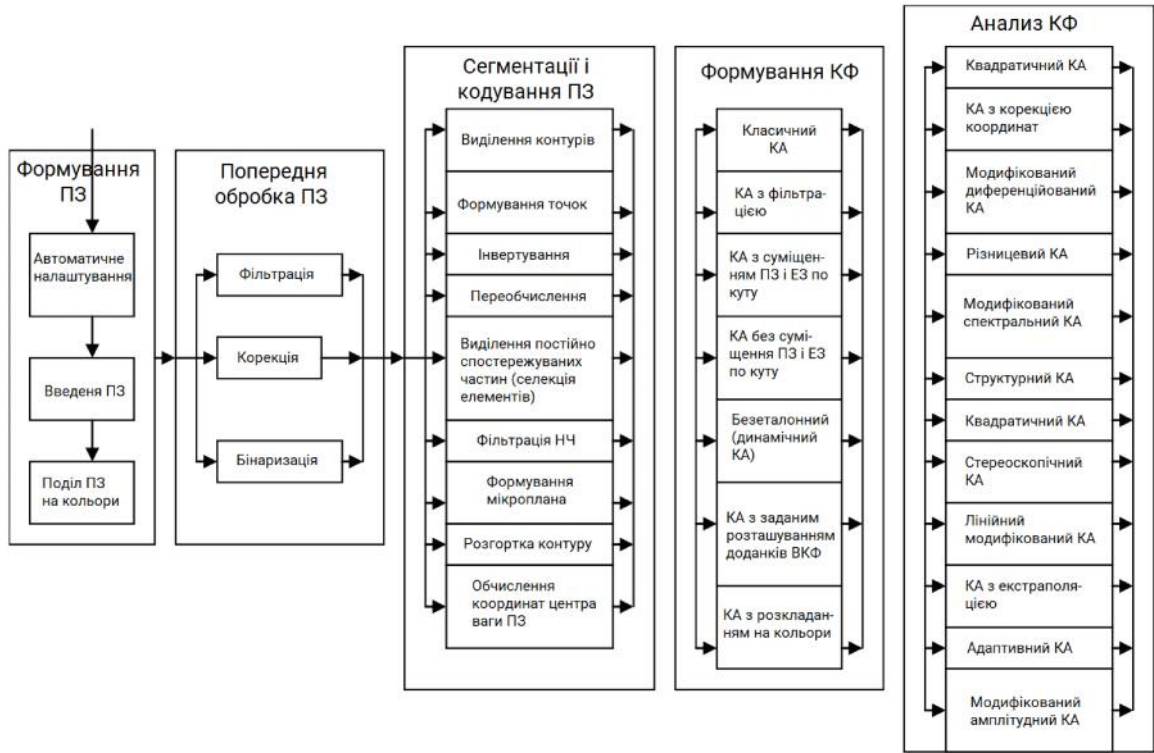 Формування
ПЗ
Автоматичне
налаштування
Введеня ПЗ
Поділ ПЗ
на кольори
Попередня
обробка ПЗ
Фільтрація
Корекція
Бінаризація
Сегментації і
кодування ПЗ
Виділення контурів
Формування точок
Інвертування
Переобчислення
Виділення постійно
спостережуваних
частин (селекція
елементів)
Фільтрація НЧ
Формування
мікроплана
Розгортка контуру
Обчислення
координат центра
ваги ПЗ
Формування КФ
Класичний
КА
КА з фільтра-
цією
КА з суміщен-
ням ПЗ і ЕЗ по
куту
КА без суміщення
ПЗ і ЕЗ
по куту
Безеталонний
(динамічний
КА)
КА з заданим
розташуванням
доданків ВКФ
КА з розкладан-
ням на кольори
Анализ КФ
Квадратичний КА
КА з корекцією
координат
Модифікований
диференційований
КА
Різницевий КА
Модифікований
спектральний КА
Структурний КА
Квадратичний КА
Стереоскопічний
КА
Лінійний
модифікований КА
КА з екстраполя-
цією
Адаптивний КА
Модифікований
амплітудний КА